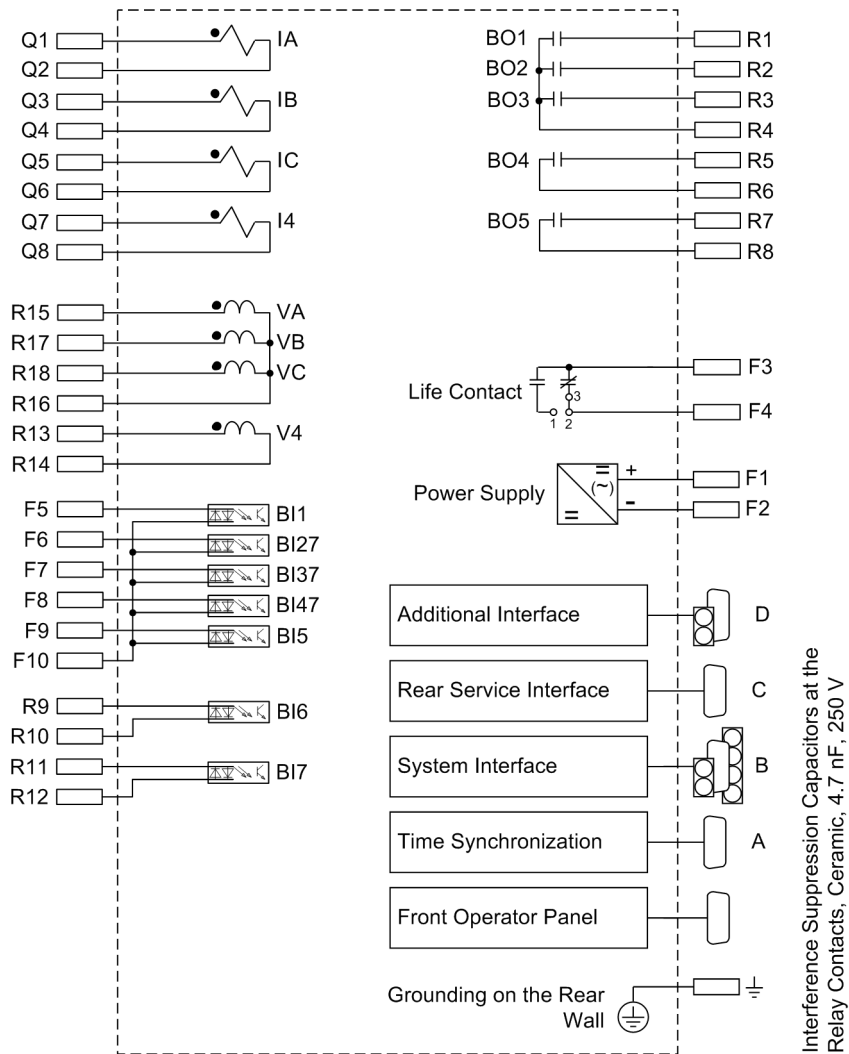 Q1 IA
Q2
Q3 IB
Q4
Q5 IC
Q6
Q7 I4
Q8
R15 VA
R17 VB
R18 VC
R16
R13 V4
R14
F5 BI1
F6 BI27
F7 BI37
F8 BI47
F9 BI5
F10
R9 BI6
R10
R11 BI7
R12
BO1 R1
BO2 R2
BO3 R3
R4
BO4 R5
R6
BO5 R7
R8
Life Contact F3
3
1 2 F4
Power Supply = (~) = + F1
- F2
Additional Interface D
Rear Service Interface C
System Interface B
Time Synchronization A
Front Operator Panel
Grounding on the Rear
Wall
Interference Suppression Capacitors at the
Relay Contacts, Ceramic, 4.7 nF, 250 V